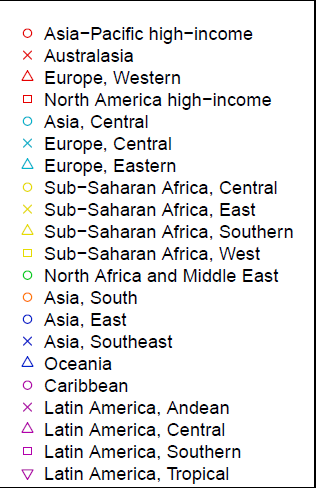 Asia−Pacific high−income
Australasia
Europe, Western
North America high−income
Asia, Central
Europe, Central
Europe, Eastern
Sub−Saharan Africa, Central
Sub−Saharan Africa, East
Sub−Saharan Africa, Southern
Sub−Saharan Africa, West
North Africa and Middle East
Asia, South
Asia, East
Asia, Southeast
Oceania
Caribbean
Latin America, Andean
Latin America, Central
Latin America, Southern
Latin America, Tropical